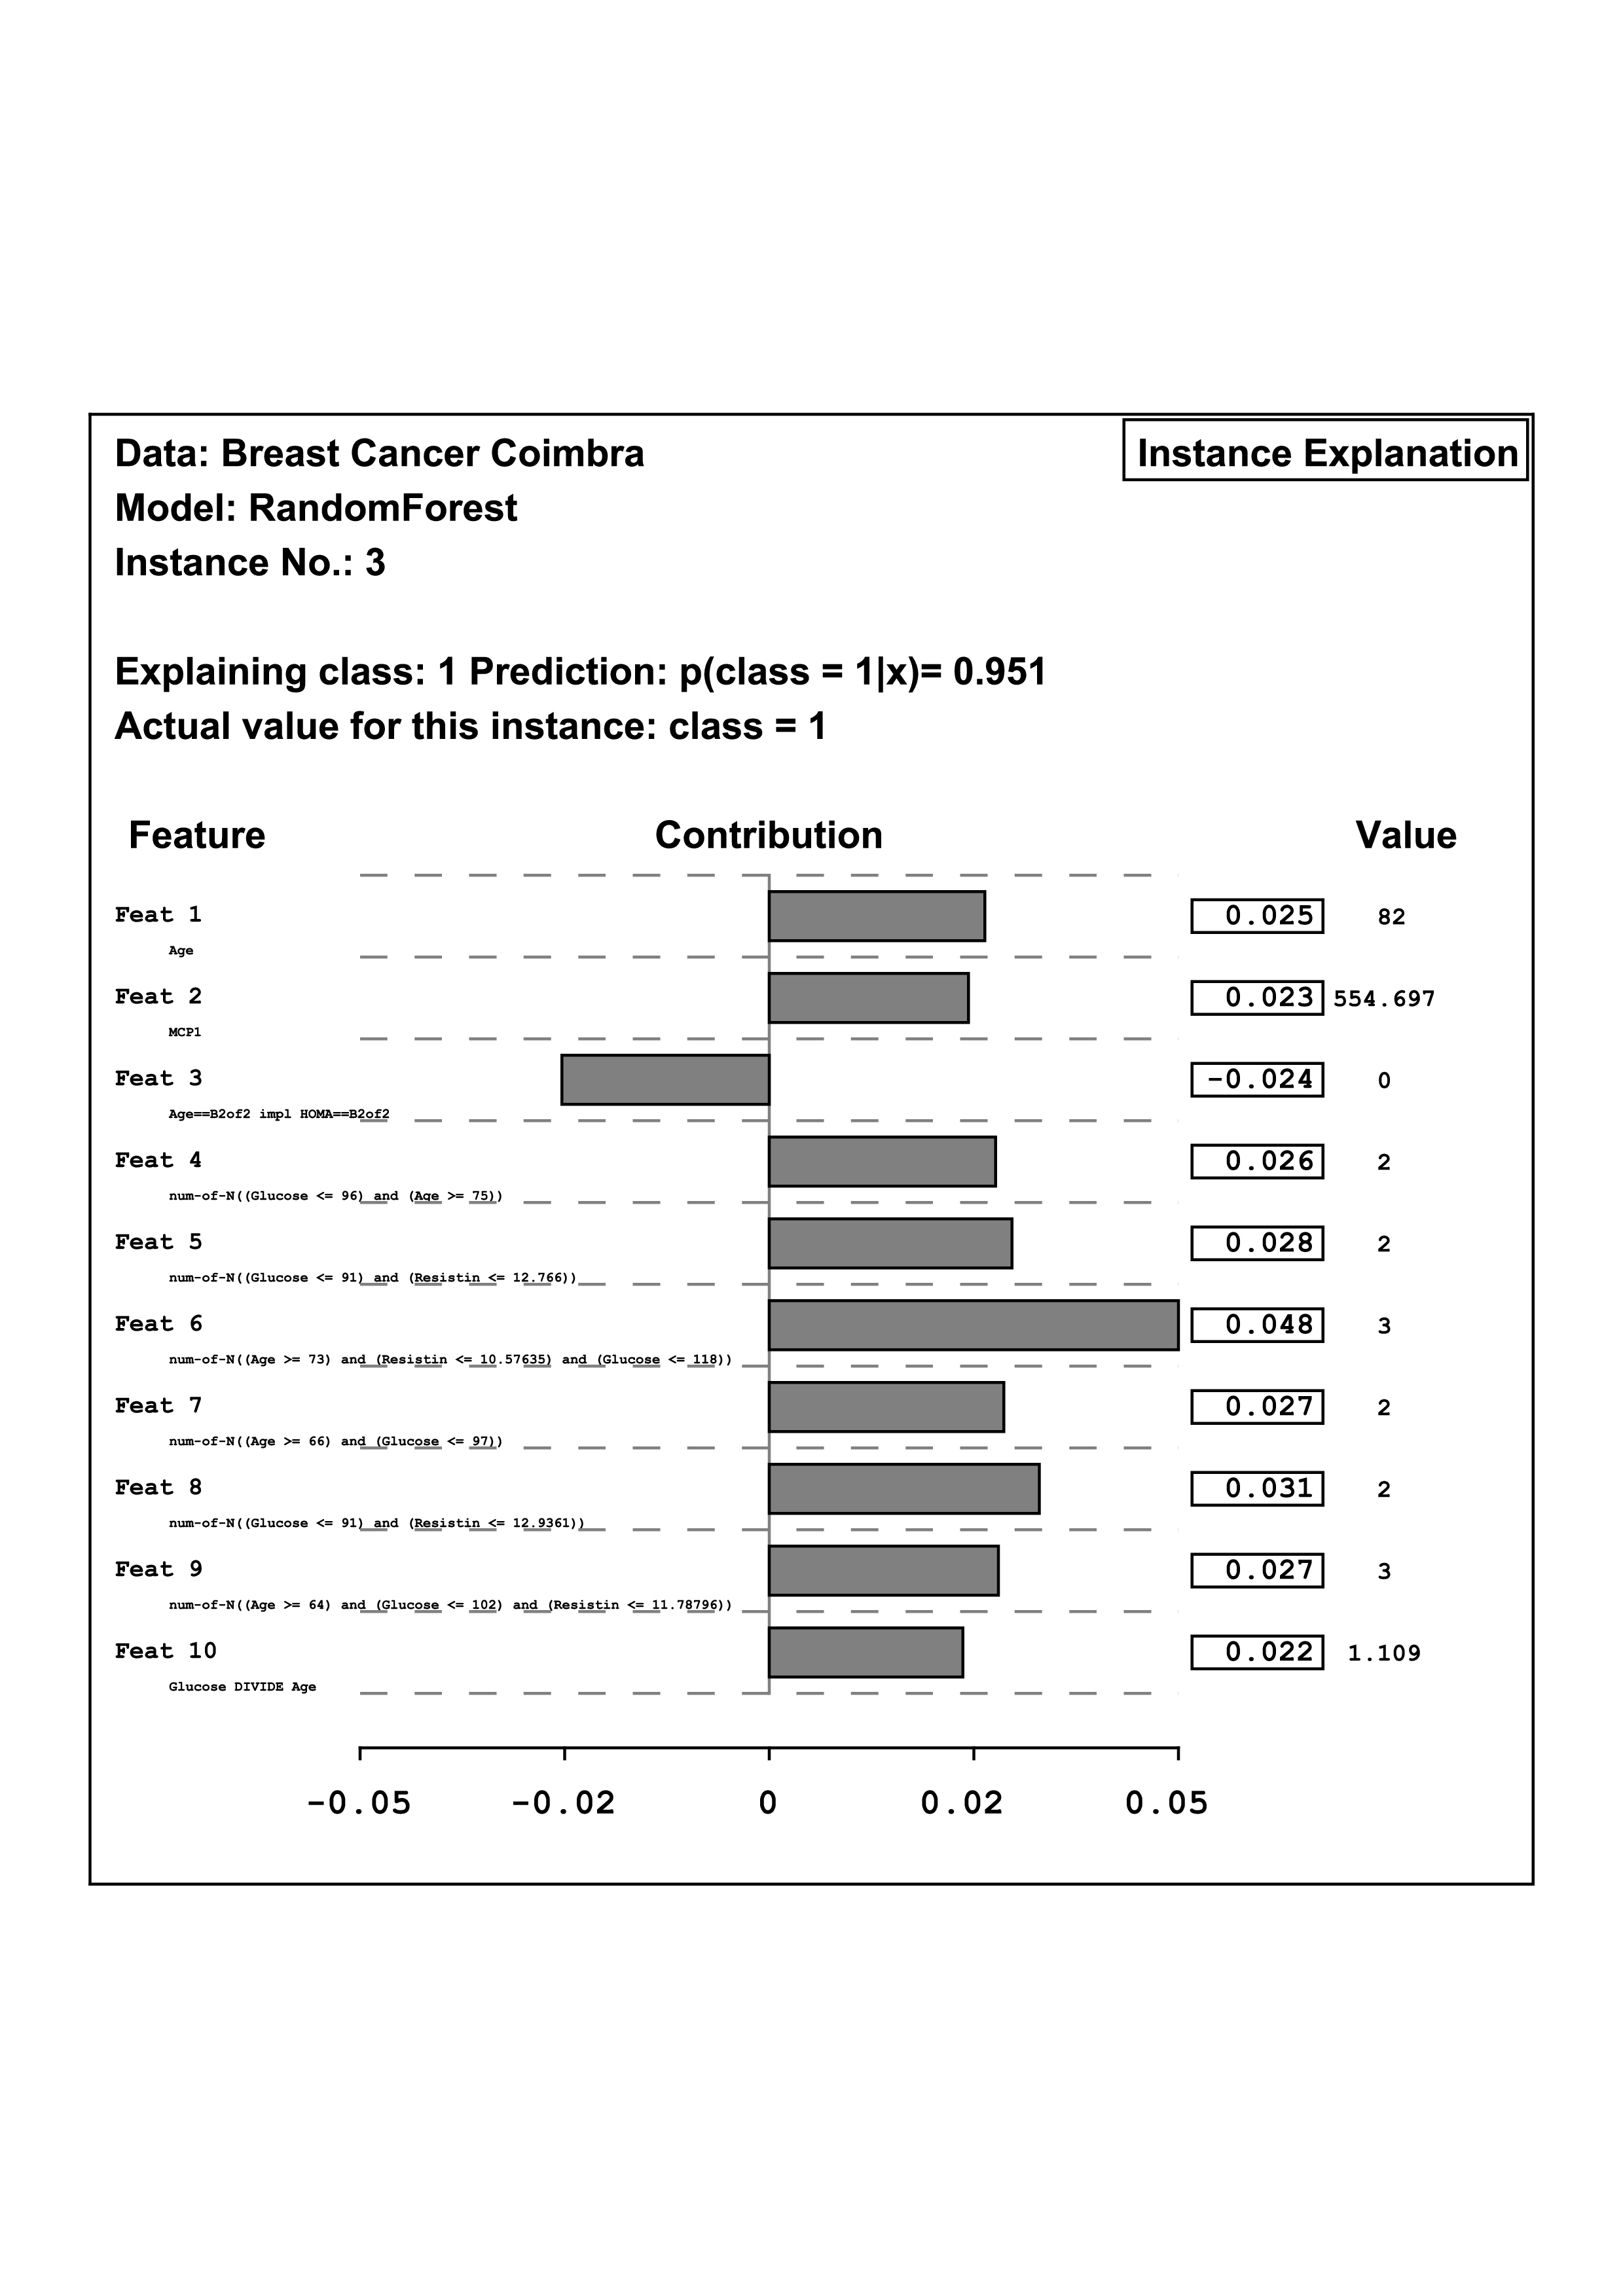 Data: Breast Cancer Coimbra
Instance Explanation
Model: RandomForest
Instance No.: 3
Explaining class: 1 Prediction: p(class = 1|x)= 0.951
Actual value for this instance: class = 1
Feature Contribution Value
Feat 1 0.025 82
Age
Feat 2 0.023 554.697
MCP1
Feat 3 -0.024 0
Age==B2of2 impl HOMA==B2of2
Feat 4 0.026 2
num-of-N((Glucose <= 96) and (Age >= 75))
Feat 5 0.028 2
num-of-N((Glucose <= 91) and (Resistin <= 12.766))
Feat 6 0.048 3
num-of-N((Age >= 73) and (Resistin <= 10.57635) and (Glucose <= 118))
Feat 7 0.027 2
num-of-N((Age >= 66) and (Glucose <= 97))
Feat 8 0.031 2
num-of-N((Glucose <= 91) and (Resistin <= 12.9361))
Feat 9 0.027 3
num-of-N((Age >= 64) and (Glucose <= 102) and (Resistin <= 11.78796))
Feat 10 0.022 1.109
Glucose DIVIDE Age
-0.05 -0.02 0 0.02 0.05